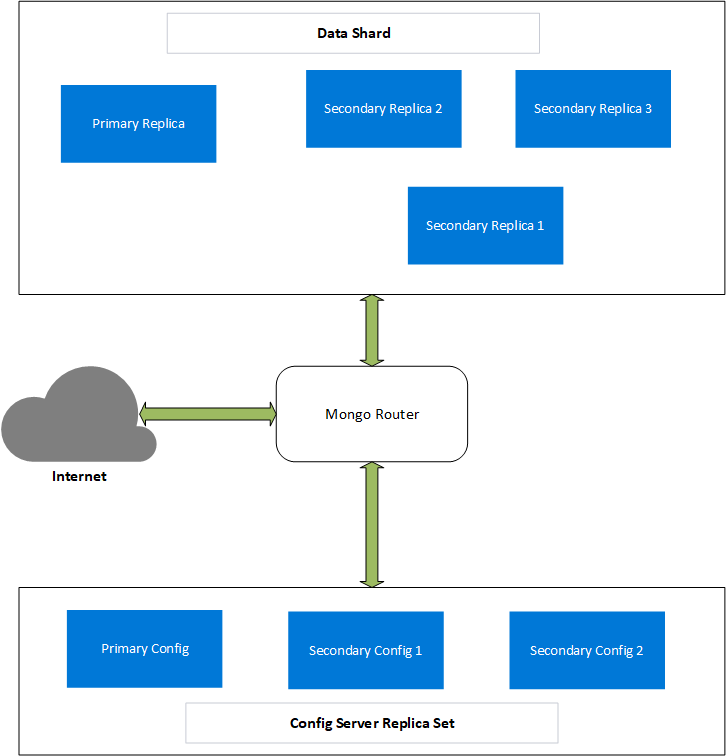 Data Shard
Primary Replica
Secondary Replica 2
Secondary Replica 3
Secondary Replica 1
Mongo Router
Internet
Primary Config
Secondary Config 1
Secondary Config 2
Config Server Replica Set